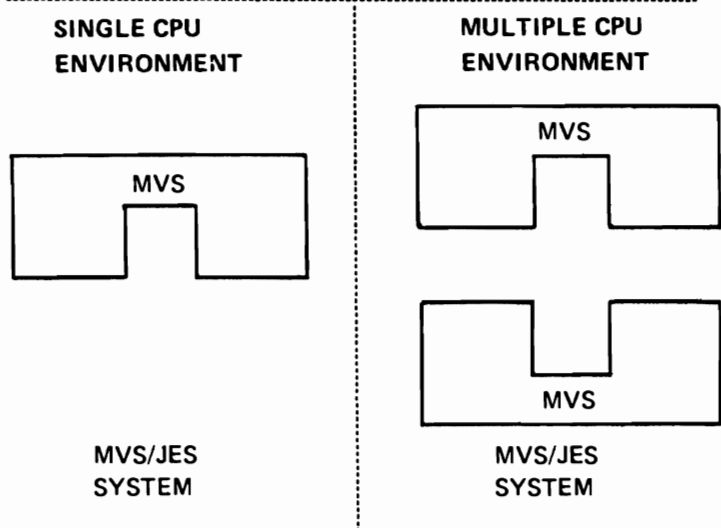 SINGLE CPU
ENVIRONMENT
MVS
MVS/JES
SYSTEM
MULTIPLE CPU
ENVIRONMENT
MVS
MVS
MVS/JES
SYSTEM